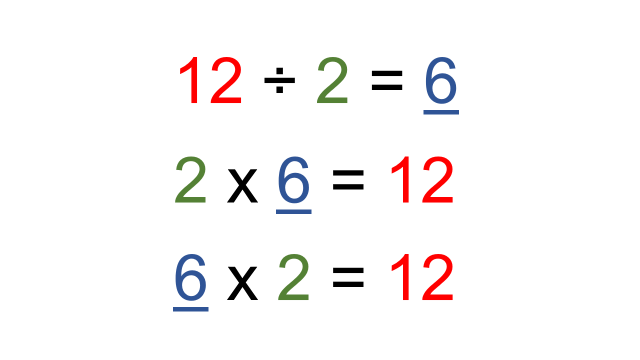 12 ÷ 2 = 6
2 x 6 = 12
6 x 2 = 12